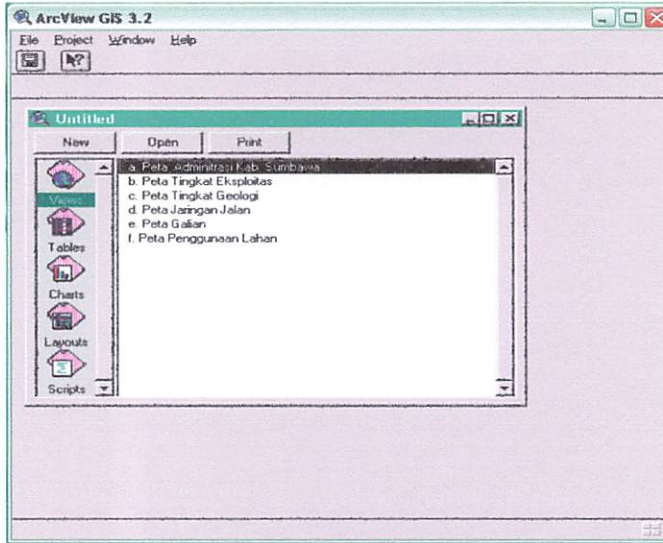 ArcView GIS 3.2
File Project Window Help
Untitled
New Open Print
a. Peta Adminitrasi Kab. Sumbawa
b. Peta Tingkat Eksploitas
c. Peta Tingkat Geologi
d. Peta Jaringan Jalan
e. Peta Galian
f. Peta Penggunaan Lahan
Views
Tables
Charts
Layouts
Scripts